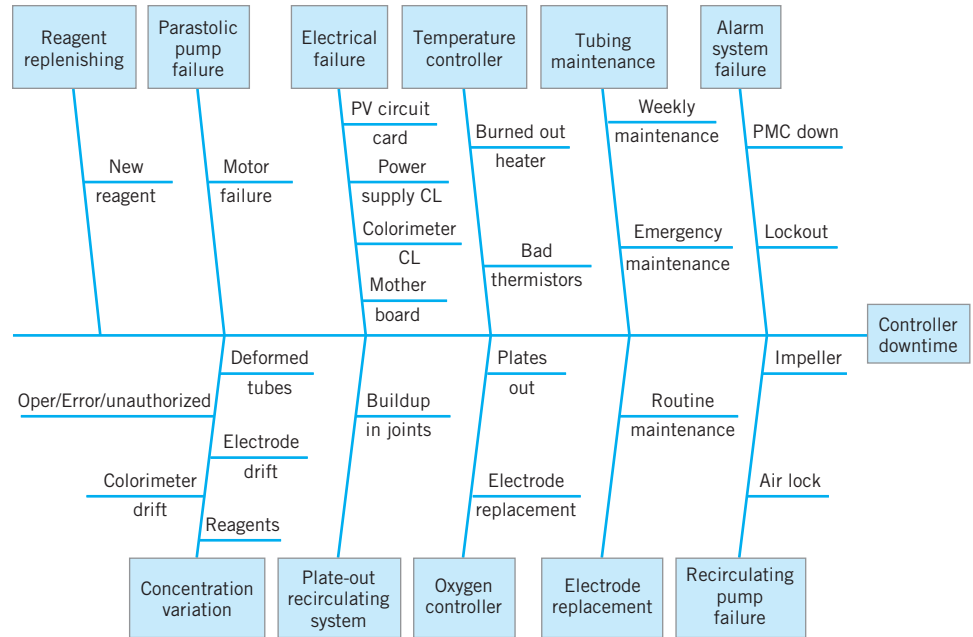 Reagent
replenishing
Parastolic
pump
failure
Electrical
failure
Temperature
controller
Tubing
maintenance
Alarm
system
failure
New
reagent
Motor
failure
PV circuit
card
Power
supply CL
Colorimeter
CL
Mother
board
Burned out
heater
Bad
thermistors
Weekly
maintenance
Emergency
maintenance
PMC down
Lockout
Controller
downtime
Deformed
tubes
Oper/Error/unauthorized
Electrode
drift
Colorimeter
drift
Reagents
Buildup
in joints
Plates
out
Electrode
replacement
Routine
maintenance
Impeller
Air lock
Concentration
variation
Plate-out
recirculating
system
Oxygen
controller
Electrode
replacement
Recirculating
pump
failure